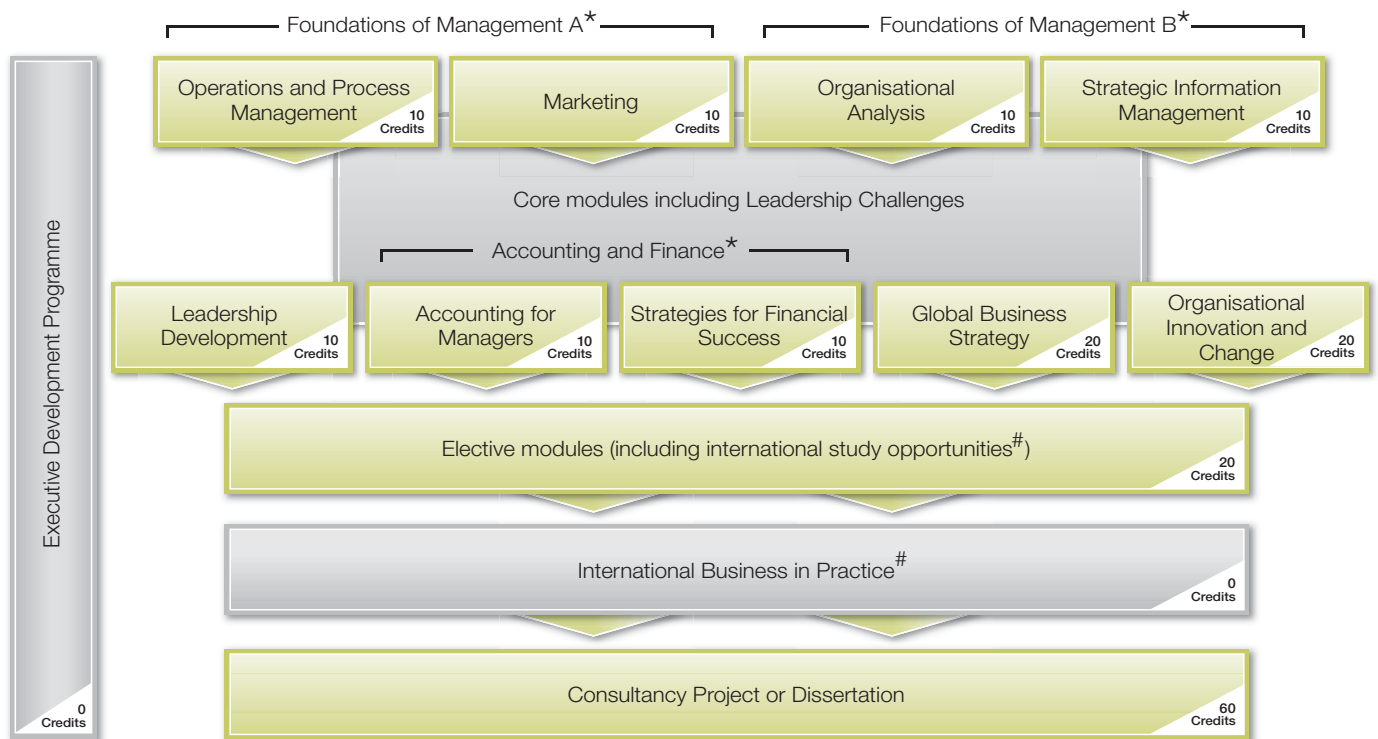 Foundations of Management A*
Foundations of Management B*
Executive Development Programme
0
Credits
Operations and Process
Management
10
Credits
Marketing
10
Credits
Organisational
Analysis
10
Credits
Strategic Information
Management
10
Credits
Core modules including Leadership Challenges
Accounting and Finance*
Leadership
Development
10
Credits
Accounting for
Managers
10
Credits
Strategies for Financial
Success
10
Credits
Global Business
Strategy
20
Credits
Organisational
Innovation and
Change
20
Credits
Elective modules (including international study opportunities#)
20
Credits
International Business in Practice#
0
Credits
Consultancy Project or Dissertation
60
Credits